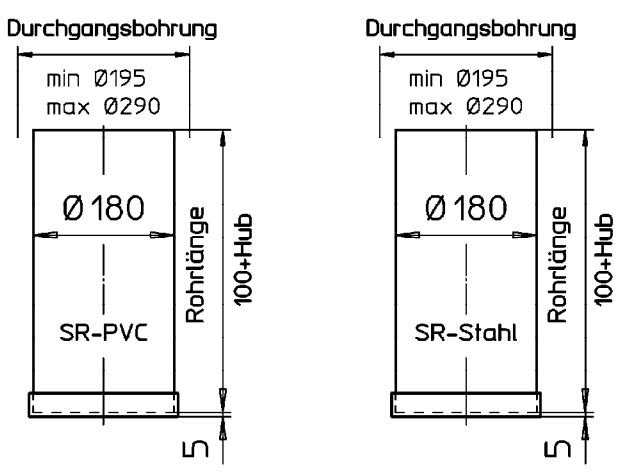 Durchgangsbohrung
min Ø195
max Ø290
Ø180
Rohrlänge
100+Hub
SR-PVC
5
Durchgangsbohrung
min Ø195
max Ø290
Ø180
Rohrlänge
100+Hub
SR-Stahl
5